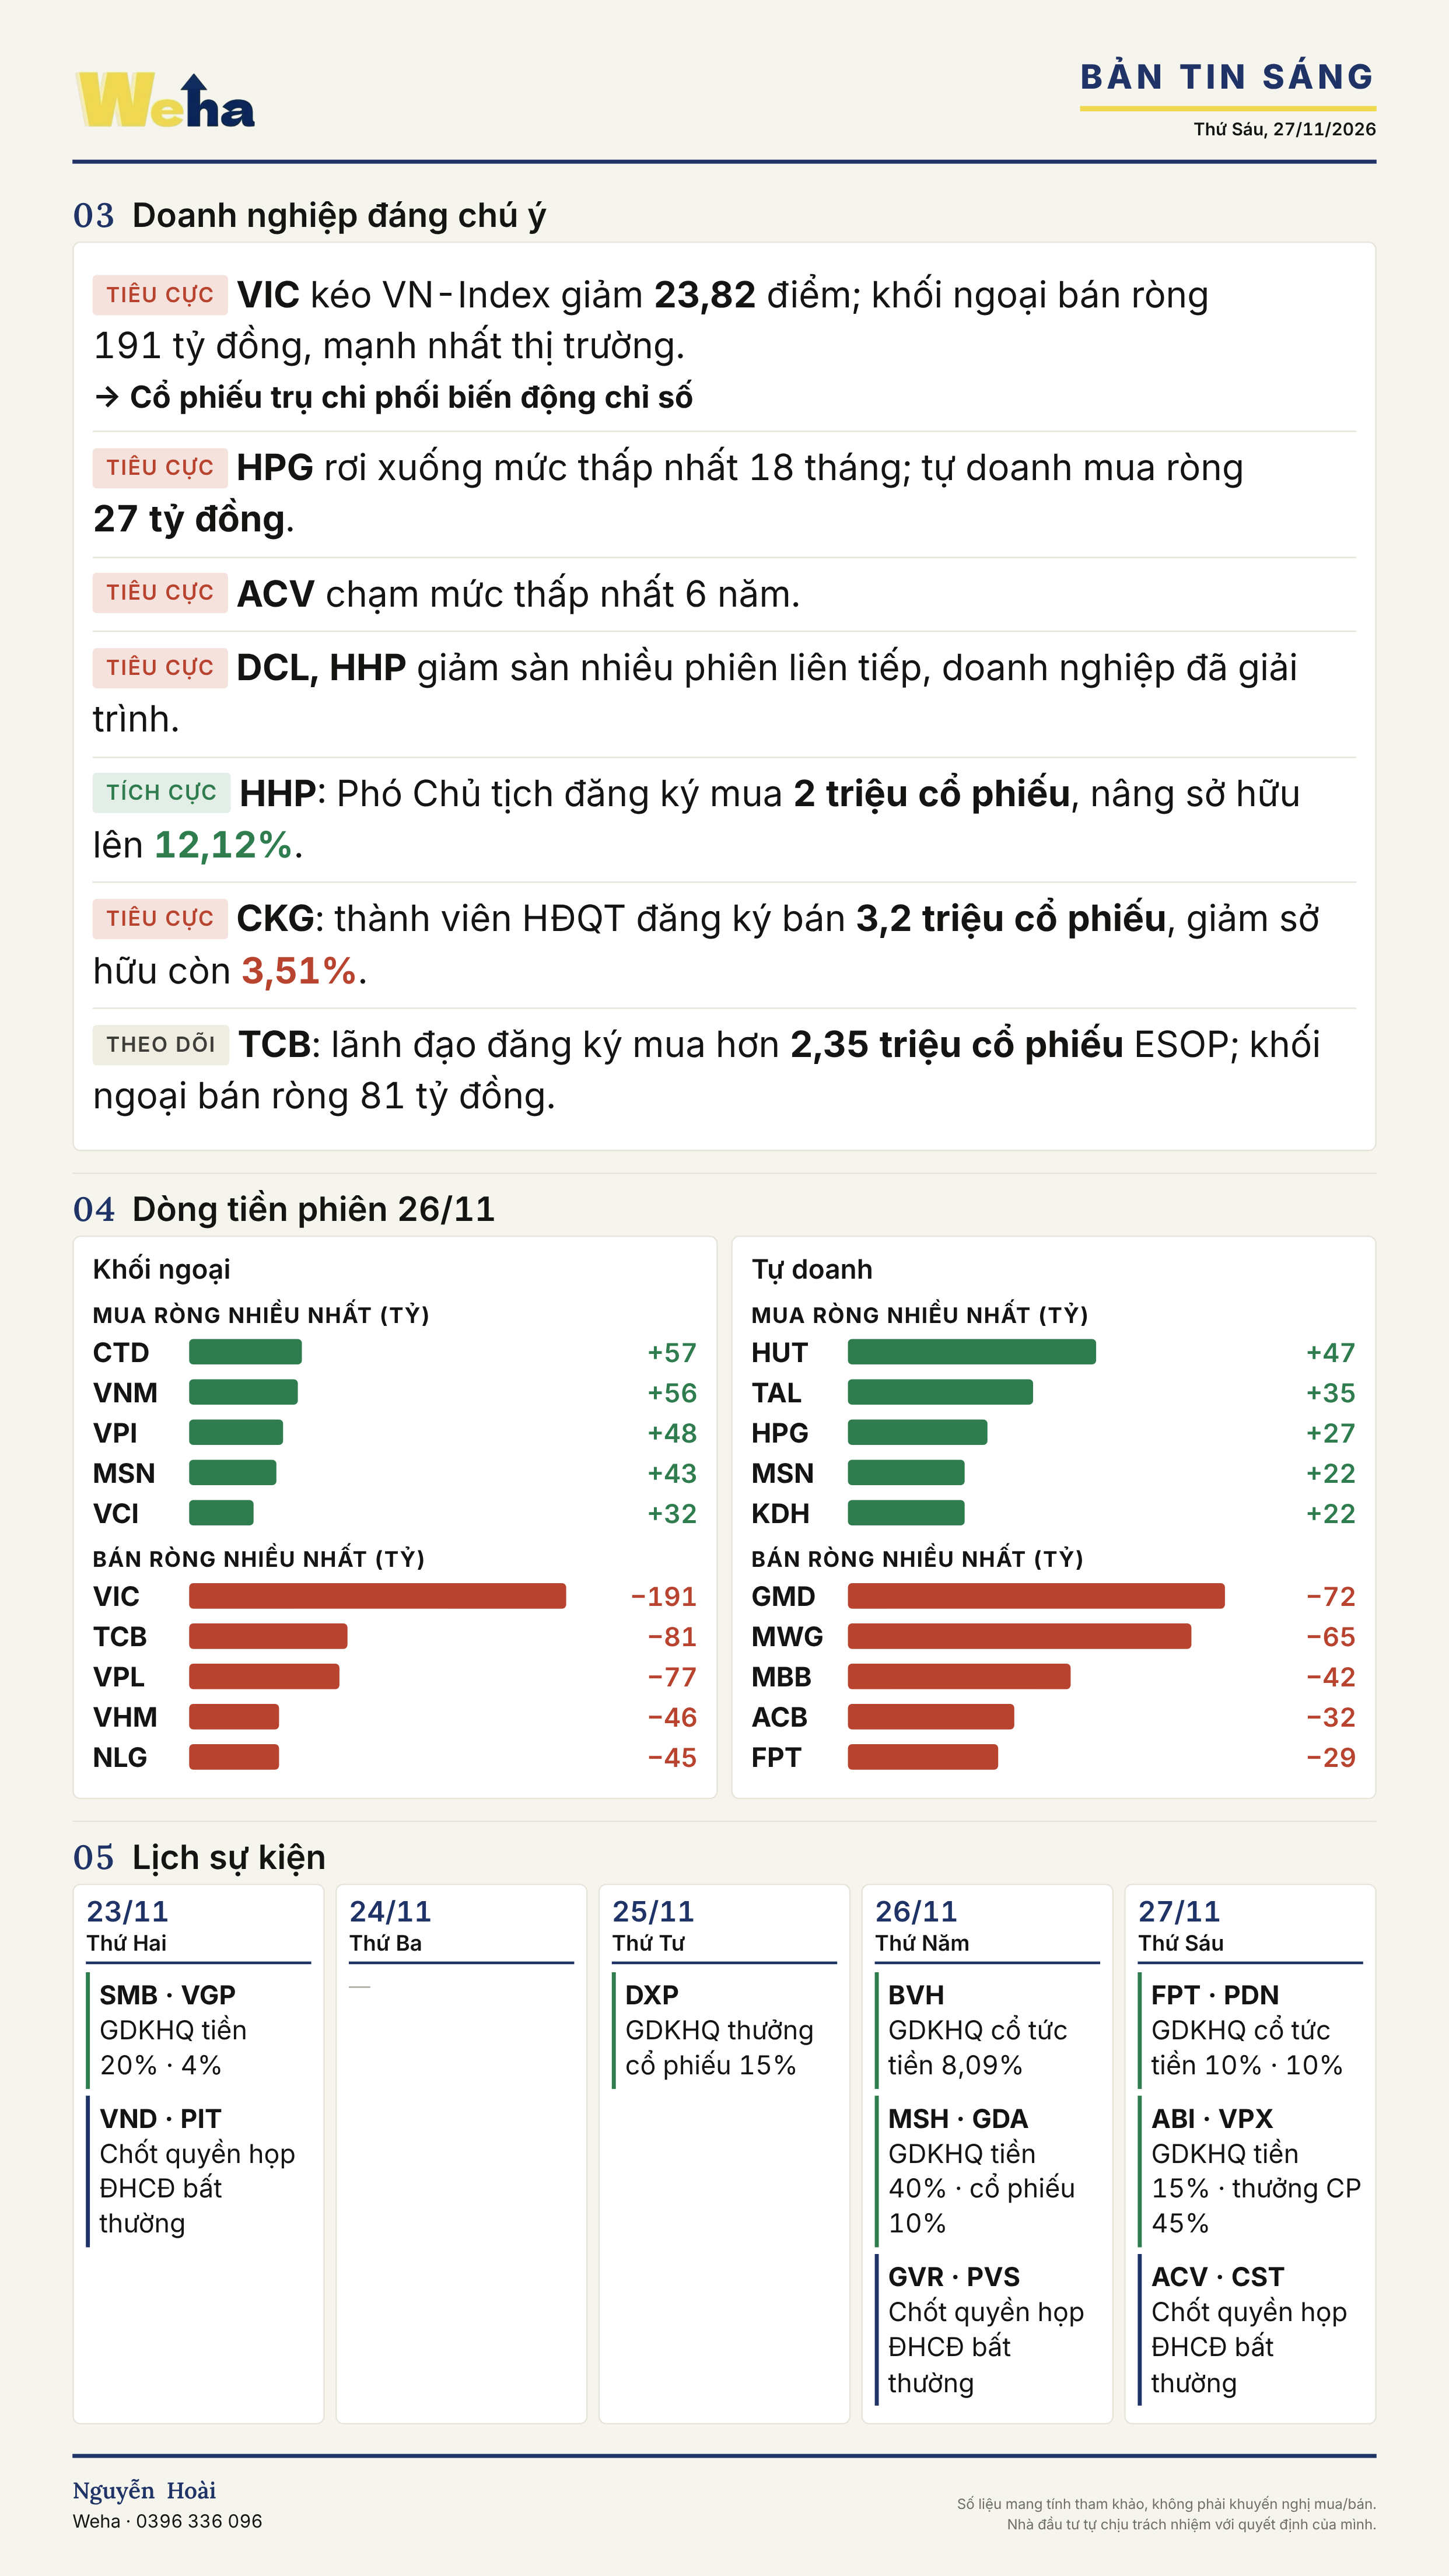 Weha
BẢN TIN SÁNG
Thứ Sáu, 27/11/2026
03 Doanh nghiệp đáng chú ý
TIÊU CỰC VIC kéo VN-Index giảm 23,82 điểm; khối ngoại bán ròng
191 tỷ đồng, mạnh nhất thị trường.
→ Cổ phiếu trụ chi phối biến động chỉ số
TIÊU CỰC HPG rơi xuống mức thấp nhất 18 tháng; tự doanh mua ròng
27 tỷ đồng.
TIÊU CỰC ACV chạm mức thấp nhất 6 năm.
TIÊU CỰC DCL, HHP giảm sàn nhiều phiên liên tiếp, doanh nghiệp đã giải
trình.
TÍCH CỰC HHP: Phó Chủ tịch đăng ký mua 2 triệu cổ phiếu, nâng sở hữu
lên 12,12%.
TIÊU CỰC CKG: thành viên HĐQT đăng ký bán 3,2 triệu cổ phiếu, giảm sở
hữu còn 3,51%.
THEO DÕI TCB: lãnh đạo đăng ký mua hơn 2,35 triệu cổ phiếu ESOP; khối
ngoại bán ròng 81 tỷ đồng.
04 Dòng tiền phiên 26/11
Khối ngoại
MUA RÒNG NHIỀU NHẤT (TỶ)
CTD +57
VNM +56
VPI +48
MSN +43
VCI +32
BÁN RÒNG NHIỀU NHẤT (TỶ)
VIC −191
TCB −81
VPL −77
VHM −46
NLG −45
Tự doanh
MUA RÒNG NHIỀU NHẤT (TỶ)
HUT +47
TAL +35
HPG +27
MSN +22
KDH +22
BÁN RÒNG NHIỀU NHẤT (TỶ)
GMD −72
MWG −65
MBB −42
ACB −32
FPT −29
05 Lịch sự kiện
23/11
Thứ Hai
SMB · VGP
GDKHQ tiền
20% · 4%
VND · PIT
Chốt quyền họp
ĐHCĐ bất
thường
24/11
Thứ Ba
—
25/11
Thứ Tư
DXP
GDKHQ thưởng
cổ phiếu 15%
26/11
Thứ Năm
BVH
GDKHQ cổ tức
tiền 8,09%
MSH · GDA
GDKHQ tiền
40% · cổ phiếu
10%
GVR · PVS
Chốt quyền họp
ĐHCĐ bất
thường
27/11
Thứ Sáu
FPT · PDN
GDKHQ cổ tức
tiền 10% · 10%
ABI · VPX
GDKHQ tiền
15% · thưởng CP
45%
ACV · CST
Chốt quyền họp
ĐHCĐ bất
thường
Nguyễn Hoài
Weha · 0396 336 096
Số liệu mang tính tham khảo, không phải khuyến nghị mua/bán.
Nhà đầu tư tự chịu trách nhiệm với quyết định của mình.